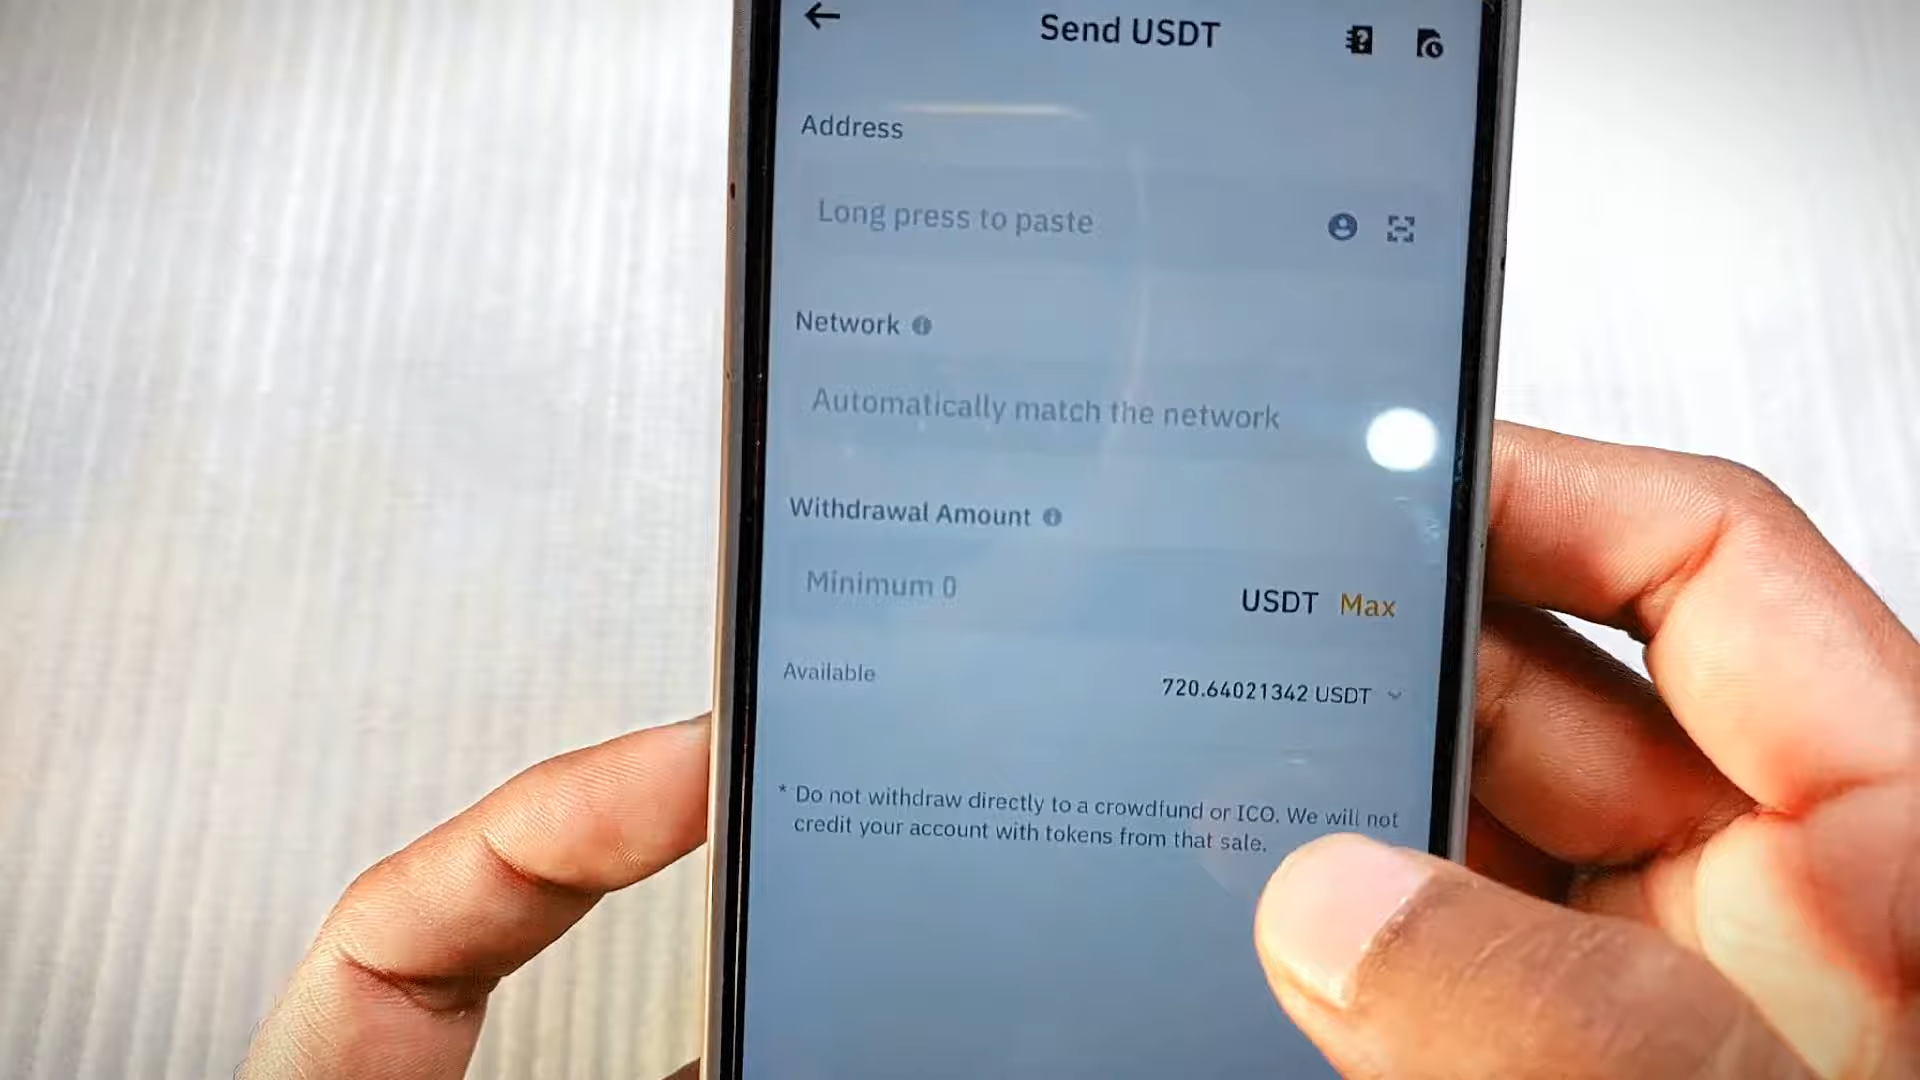 Send USDT
Address
Long press to paste
Network
Automatically match the network
Withdrawal Amount
Minimum 0 USDT Max
Available 720.64021342 USDT
* Do not withdraw directly to a crowdfund or ICO. We will not
credit your account with tokens from that sale.